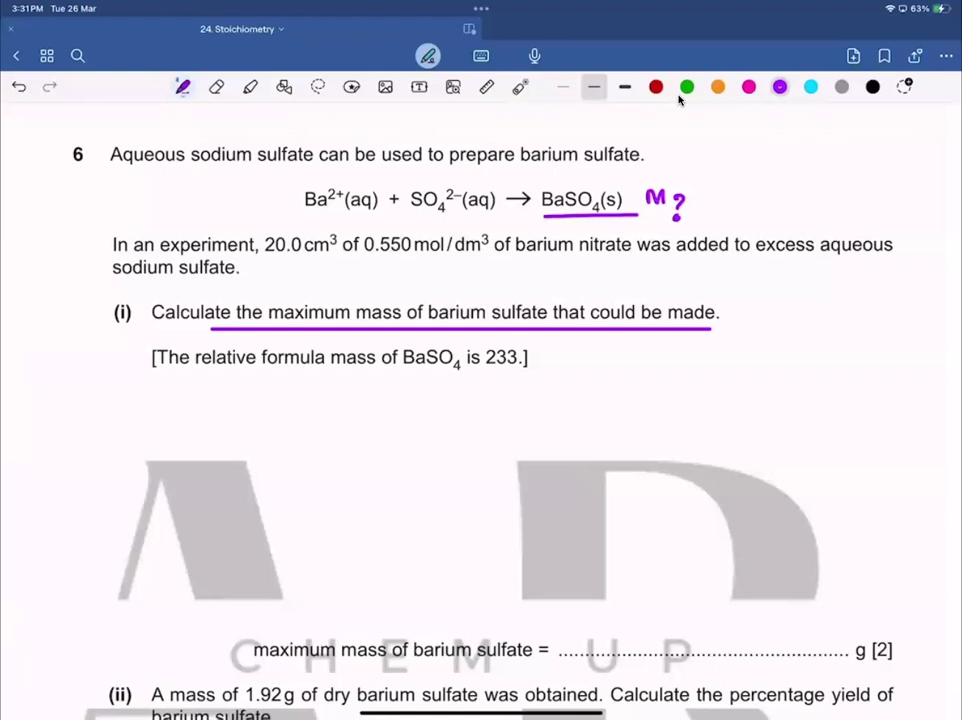 3:31PM Tue 26 Mar
63%
24. Stoichiometry
6 Aqueous sodium sulfate can be used to prepare barium sulfate.
Ba²⁺(aq) + SO₄²⁻(aq) → BaSO₄(s) M ?
In an experiment, 20.0 cm³ of 0.550 mol/dm³ of barium nitrate was added to excess aqueous
sodium sulfate.
(i) Calculate the maximum mass of barium sulfate that could be made.
[The relative formula mass of BaSO₄ is 233.]
CHEM UP
maximum mass of barium sulfate = ................................................... g [2]
(ii) A mass of 1.92 g of dry barium sulfate was obtained. Calculate the percentage yield of
barium sulfate.